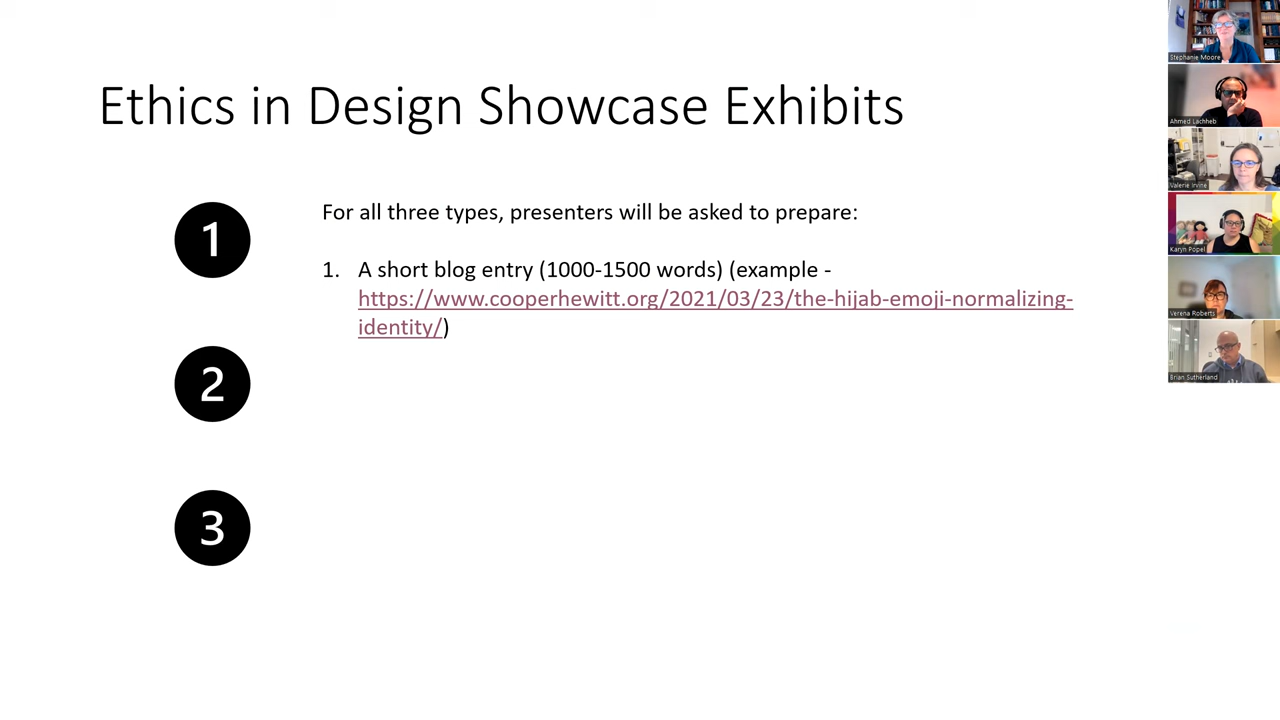 Ethics in Design Showcase Exhibits
1
For all three types, presenters will be asked to prepare:
1. A short blog entry (1000-1500 words) (example -
https://www.cooperhewitt.org/2021/03/23/the-hijab-emoji-normalizing-
identity/)
2
3
Stephanie Moore
Ahmed Lachheb
Valerie Irvine
Karyn Popel
Verena Roberts
Brian Sutherland